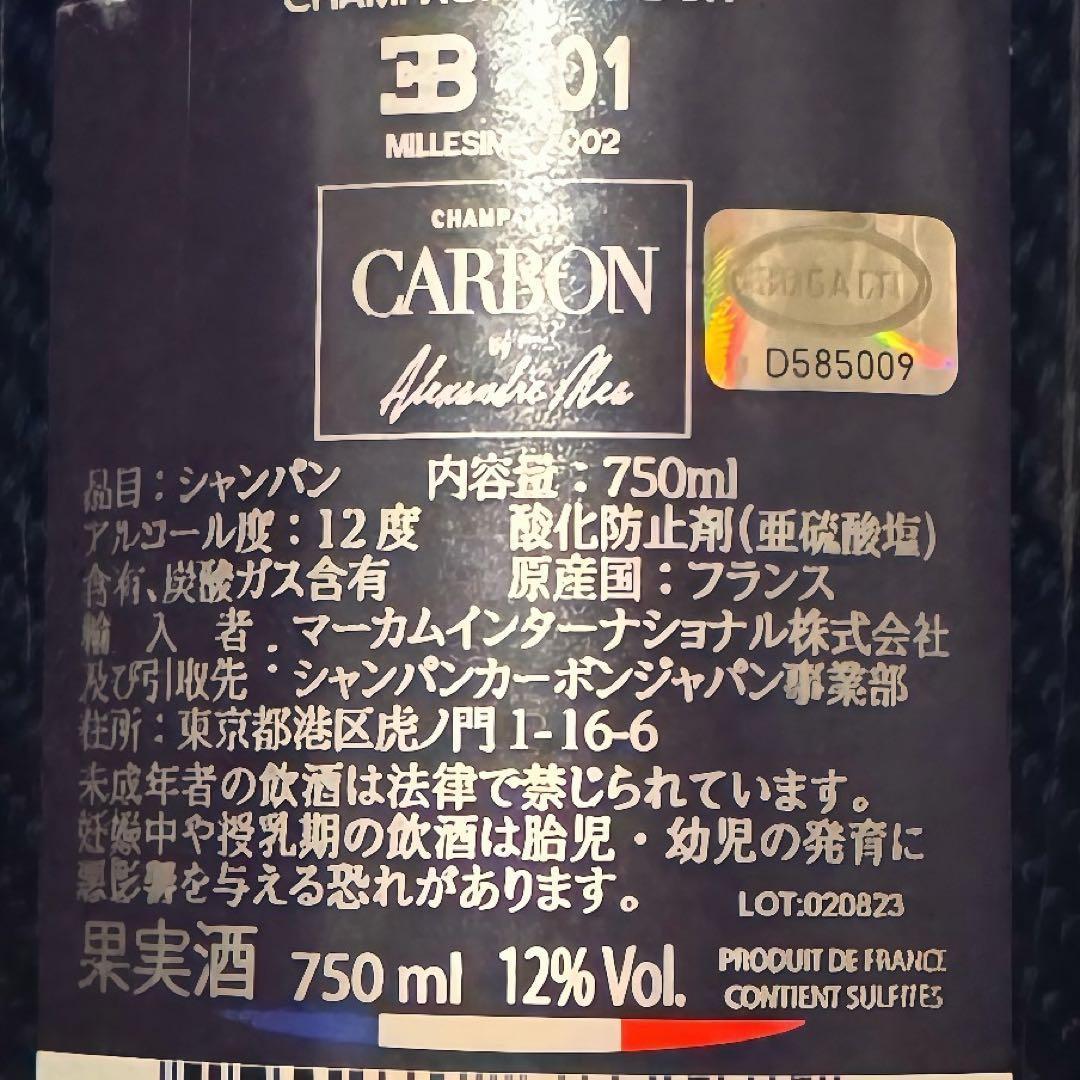 EB 01
MILLESIME 2002
CHAMPAGNE
CARBON
BY
Alexandre Mea
BUGATTI
D585009
品目：シャンパン 内容量：750ml
アルコール度：12度 酸化防止剤(亜硫酸塩)
含有、炭酸ガス含有 原産国：フランス
輸入者 マーカムインターナショナル株式会社
及び引取先：シャンパンカーボンジャパン事業部
住所：東京都港区虎ノ門1-16-6
未成年者の飲酒は法律で禁じられています。
妊娠中や授乳期の飲酒は胎児・幼児の発育に
悪影響を与える恐れがあります。
LOT:020823
果実酒 750 ml 12% Vol.
PRODUIT DE FRANCE
CONTIENT SULFITES